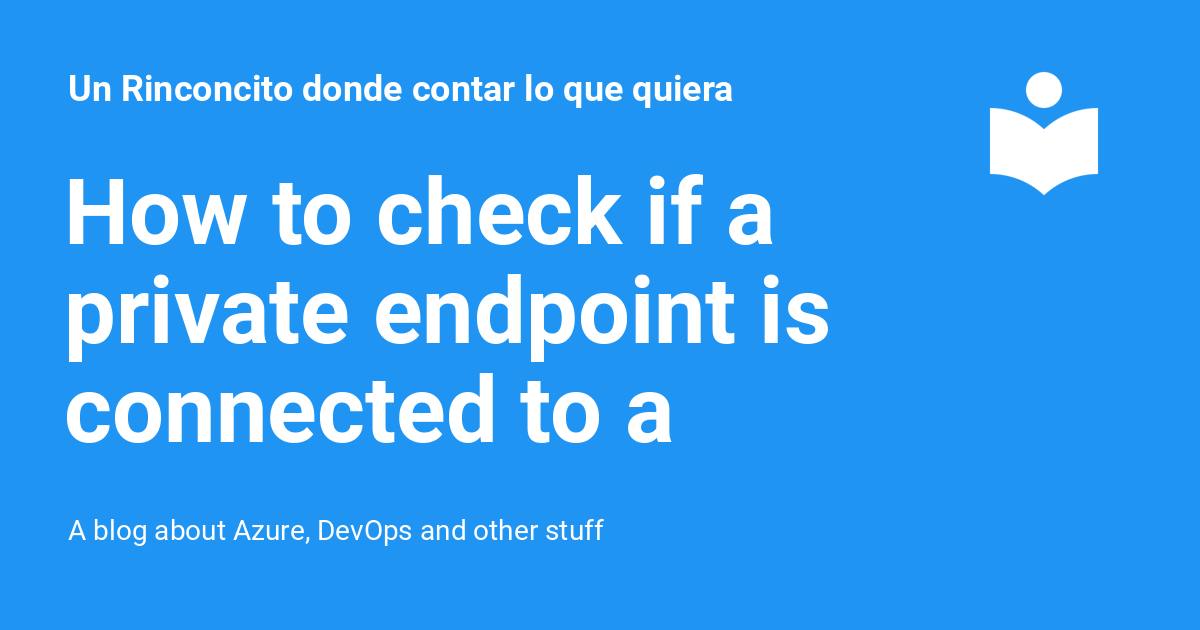 Un Rinconcito donde contar lo que quiera
How to check if a
private endpoint is
connected to a
A blog about Azure, DevOps and other stuff